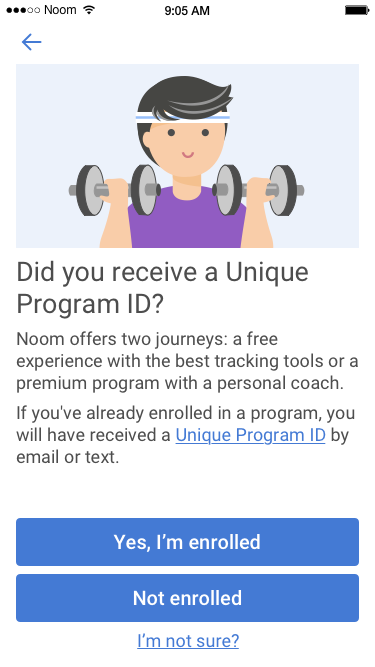 Noom 9:05 AM
Did you receive a Unique
Program ID?
Noom offers two journeys: a free
experience with the best tracking tools or a
premium program with a personal coach.
If you've already enrolled in a program, you
will have received a Unique Program ID by
email or text.
Yes, I’m enrolled
Not enrolled
I’m not sure?